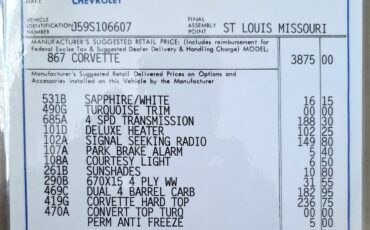 MAKE CHEVROLET
VEHICLE IDENTIFICATION NUMBER J59S106607 FINAL ASSEMBLY POINT ST LOUIS MISSOURI
MANUFACTURER'S SUGGESTED RETAIL PRICE: (Includes reimbursement for
Federal Excise Tax & Suggested Dealer Delivery & Handling Charge) MODEL:
867 CORVETTE 3875 00
Manufacturer's Suggested Retail Delivered Prices on Options and
Accessories installed on this Vehicle by the Manufacturer
531B SAPPHIRE/WHITE 16 15
490G TURQUOISE TRIM 00 00
685A 4 SPD TRANSMISSION 188 30
101D DELUXE HEATER 102 25
102A SIGNAL SEEKING RADIO 149 80
107A PARK BRAKE ALARM 5 40
108A COURTESY LIGHT 6 50
261B SUNSHADES 10 80
290B 670X15 4 PLY WW 31 55
469C DUAL 4 BARREL CARB 182 95
419G CORVETTE HARD TOP 236 75
470A CONVERT TOP TURQ 00 00
PERM ANTI FREEZE 5 00